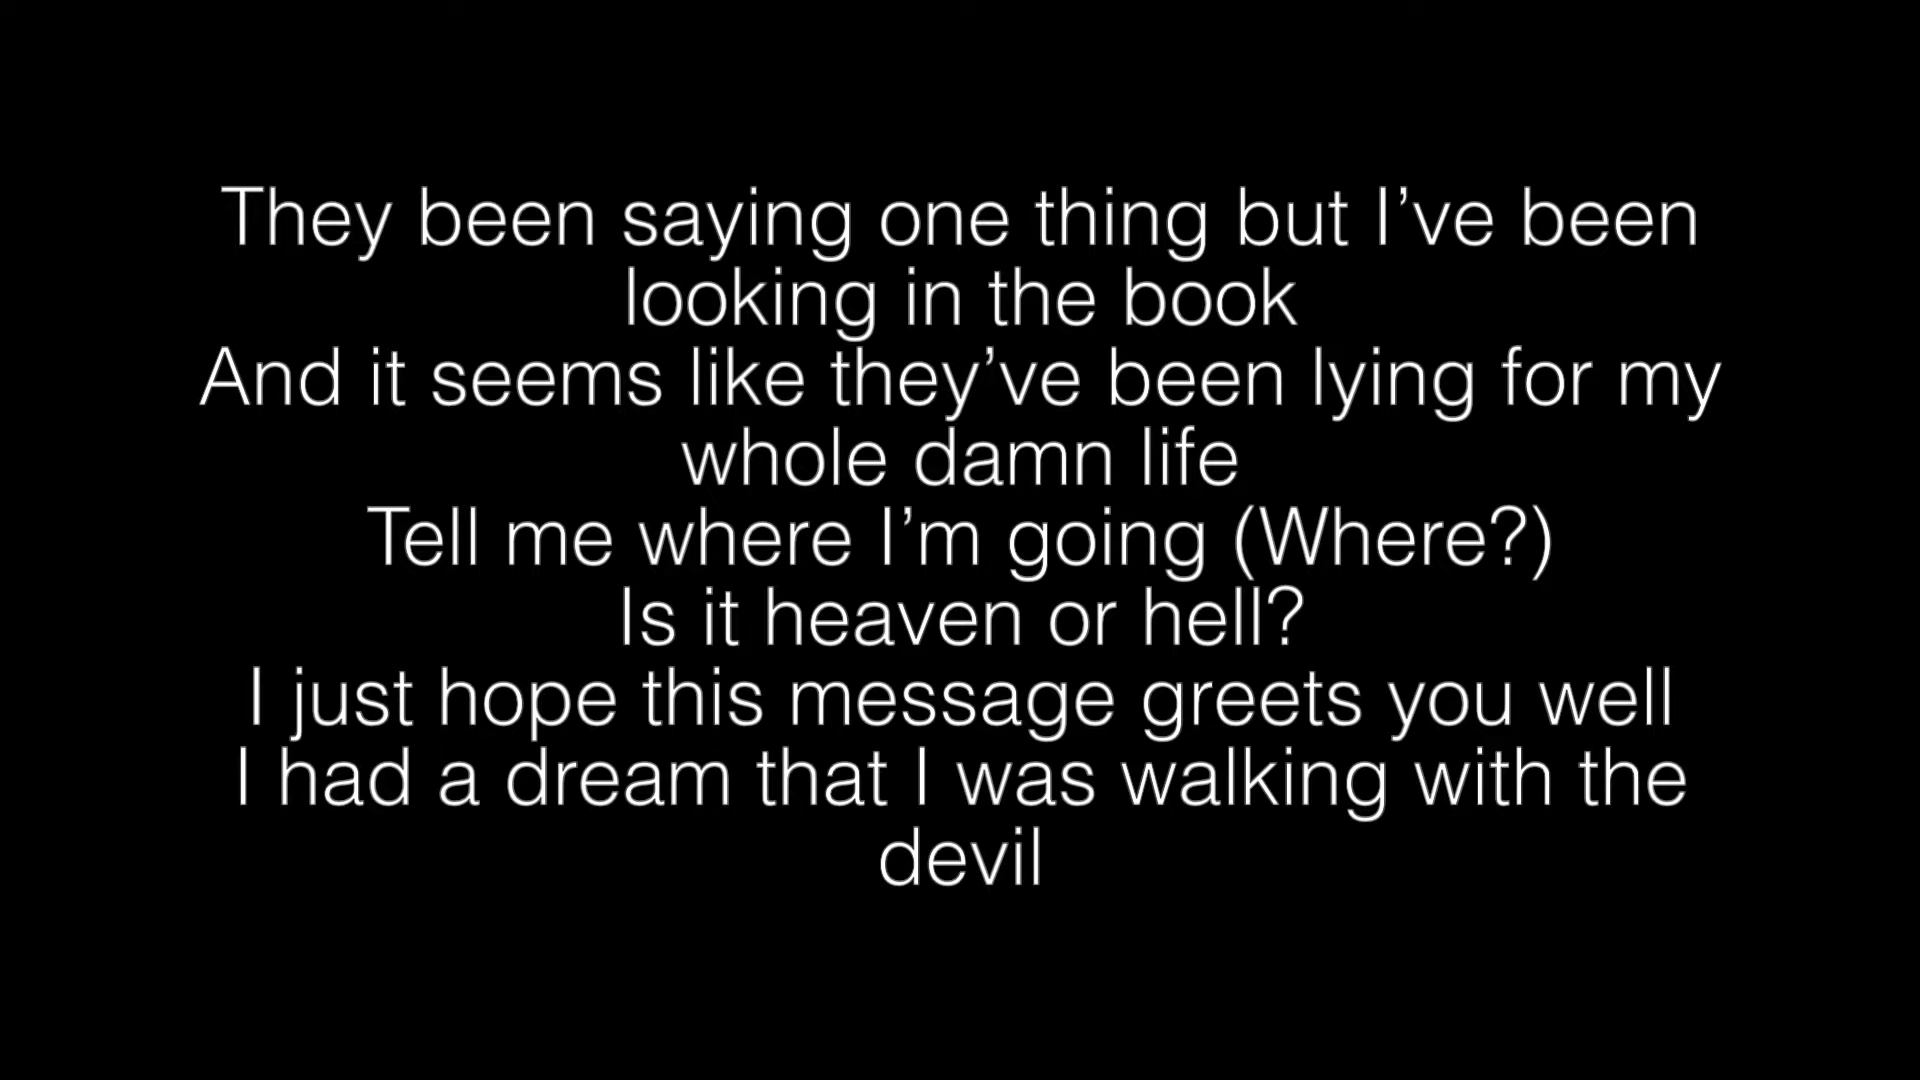 They been saying one thing but I’ve been
looking in the book
And it seems like they’ve been lying for my
whole damn life
Tell me where I’m going (Where?)
Is it heaven or hell?
I just hope this message greets you well
I had a dream that I was walking with the
devil